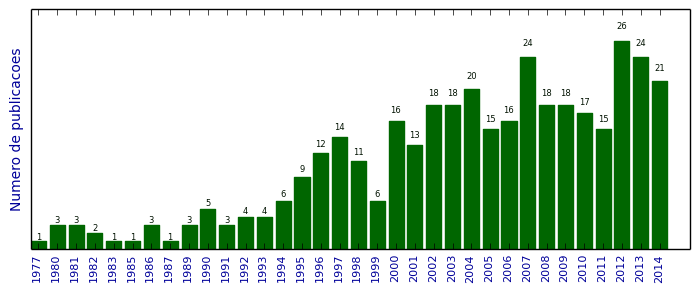 Numero de publicacoes
1 3 3 2 1 1 3 1 3 5 3 4 4 6 9 12 14 11 6 16 13 18 18 20 15 16 24 18 18 17 15 26 24 21
1977 1980 1981 1982 1983 1985 1986 1987 1989 1990 1991 1992 1993 1994 1995 1996 1997 1998 1999 2000 2001 2002 2003 2004 2005 2006 2007 2008 2009 2010 2011 2012 2013 2014